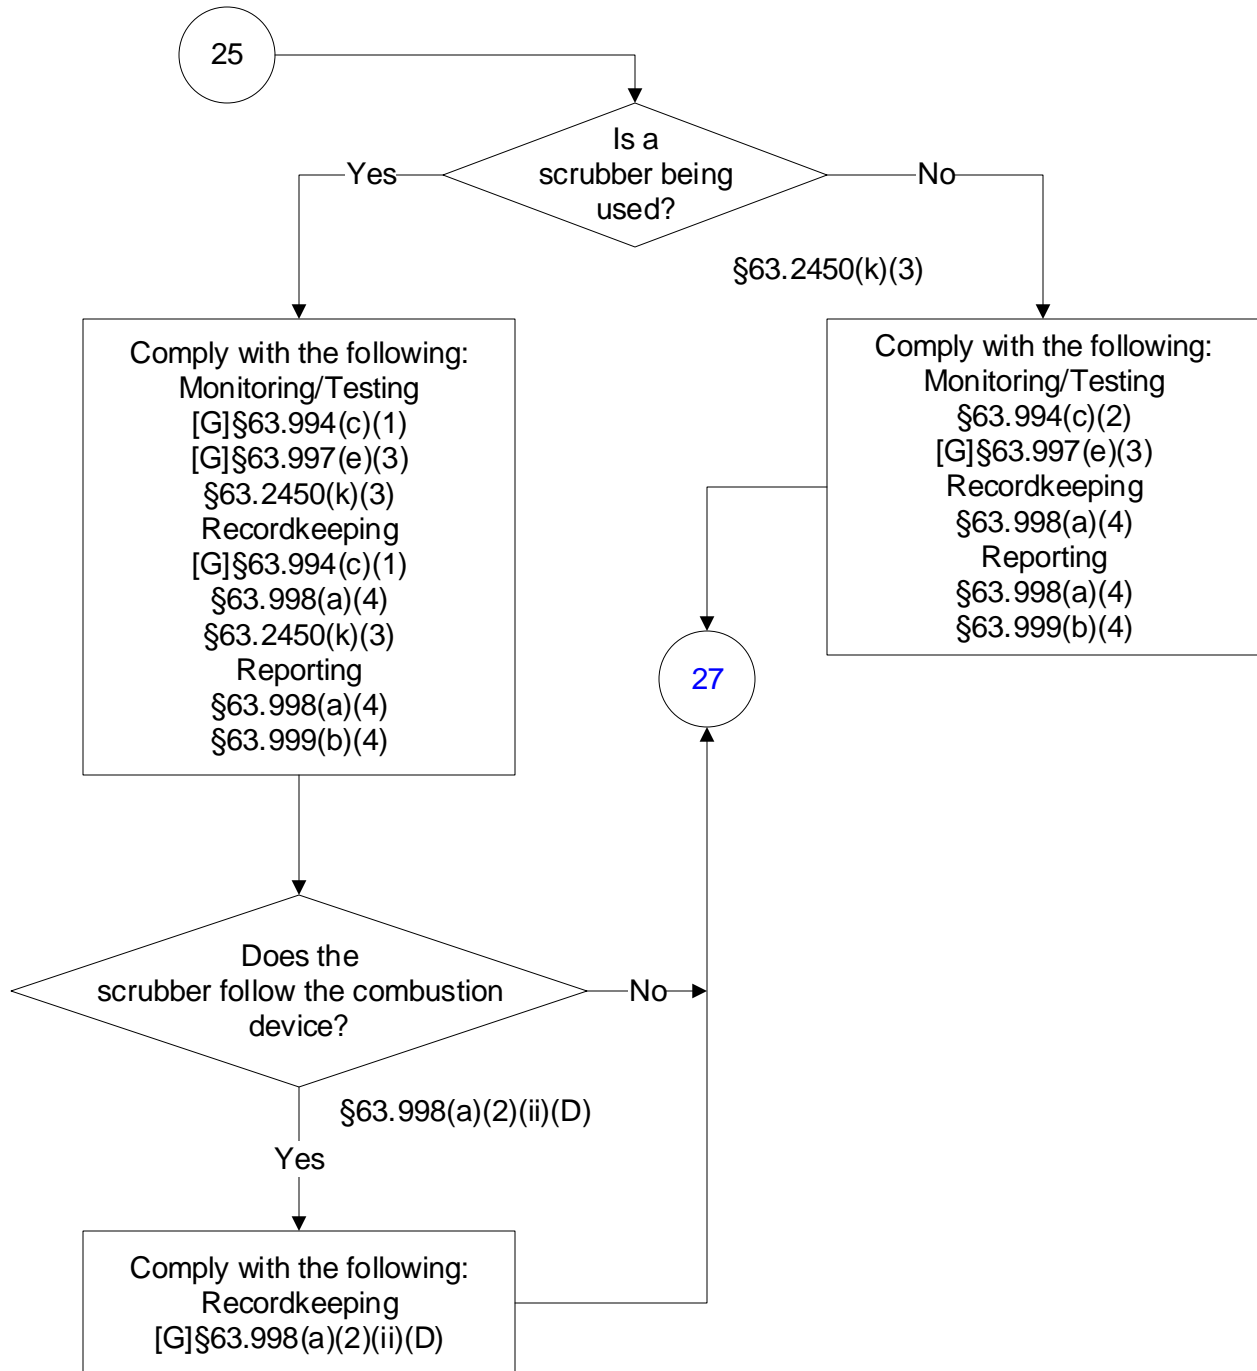 25
Is a
scrubber being
used?
Yes
No
§63.2450(k)(3)
Comply with the following:
Monitoring/Testing
[G]§63.994(c)(1)
[G]§63.997(e)(3)
§63.2450(k)(3)
Recordkeeping
[G]§63.994(c)(1)
§63.998(a)(4)
§63.2450(k)(3)
Reporting
§63.998(a)(4)
§63.999(b)(4)
Comply with the following:
Monitoring/Testing
§63.994(c)(2)
[G]§63.997(e)(3)
Recordkeeping
§63.998(a)(4)
Reporting
§63.998(a)(4)
§63.999(b)(4)
27
Does the
scrubber follow the combustion
device?
No
§63.998(a)(2)(ii)(D)
Yes
Comply with the following:
Recordkeeping
[G]§63.998(a)(2)(ii)(D)